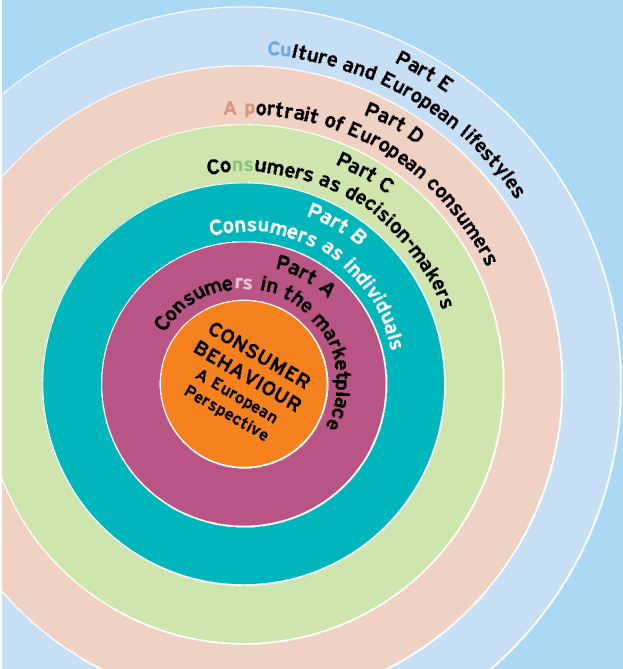 Part E
Culture and European lifestyles
Part D
A portrait of European consumers
Part C
Consumers as decision-makers
Part B
Consumers as individuals
Part A
Consumers in the marketplace
CONSUMER
BEHAVIOUR
A European
Perspective